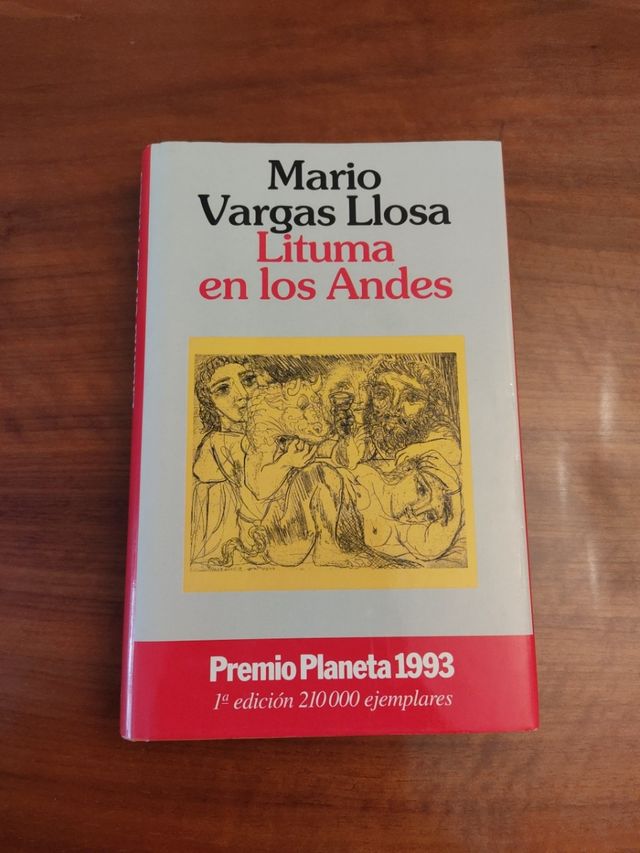 Mario
Vargas Llosa
Lituma
en los Andes
Premio Planeta 1993
1ª edición 210 000 ejemplares